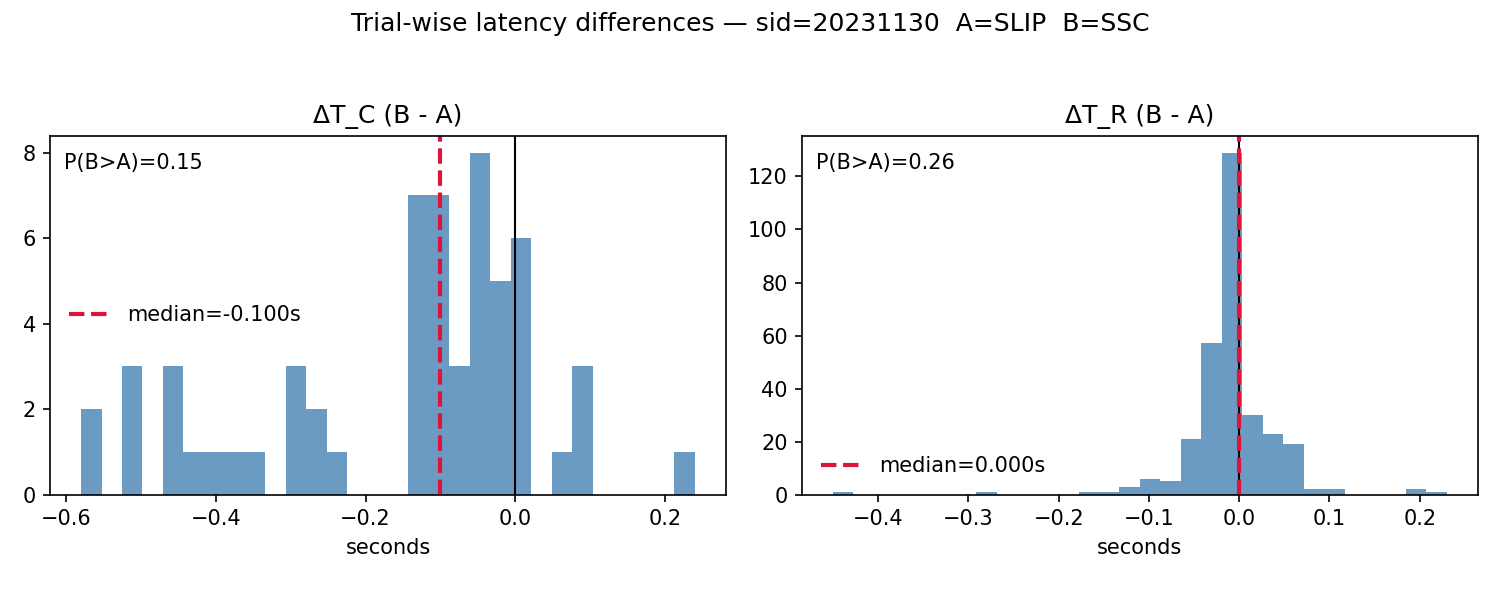 Trial-wise latency differences — sid=20231130  A=SLIP  B=SSC
ΔT_C (B - A)
P(B>A)=0.15
median=-0.100s
8
6
4
2
0
−0.6
−0.4
−0.2
0.0
0.2
seconds
ΔT_R (B - A)
P(B>A)=0.26
median=0.000s
120
100
80
60
40
20
0
−0.4
−0.3
−0.2
−0.1
0.0
0.1
0.2
seconds